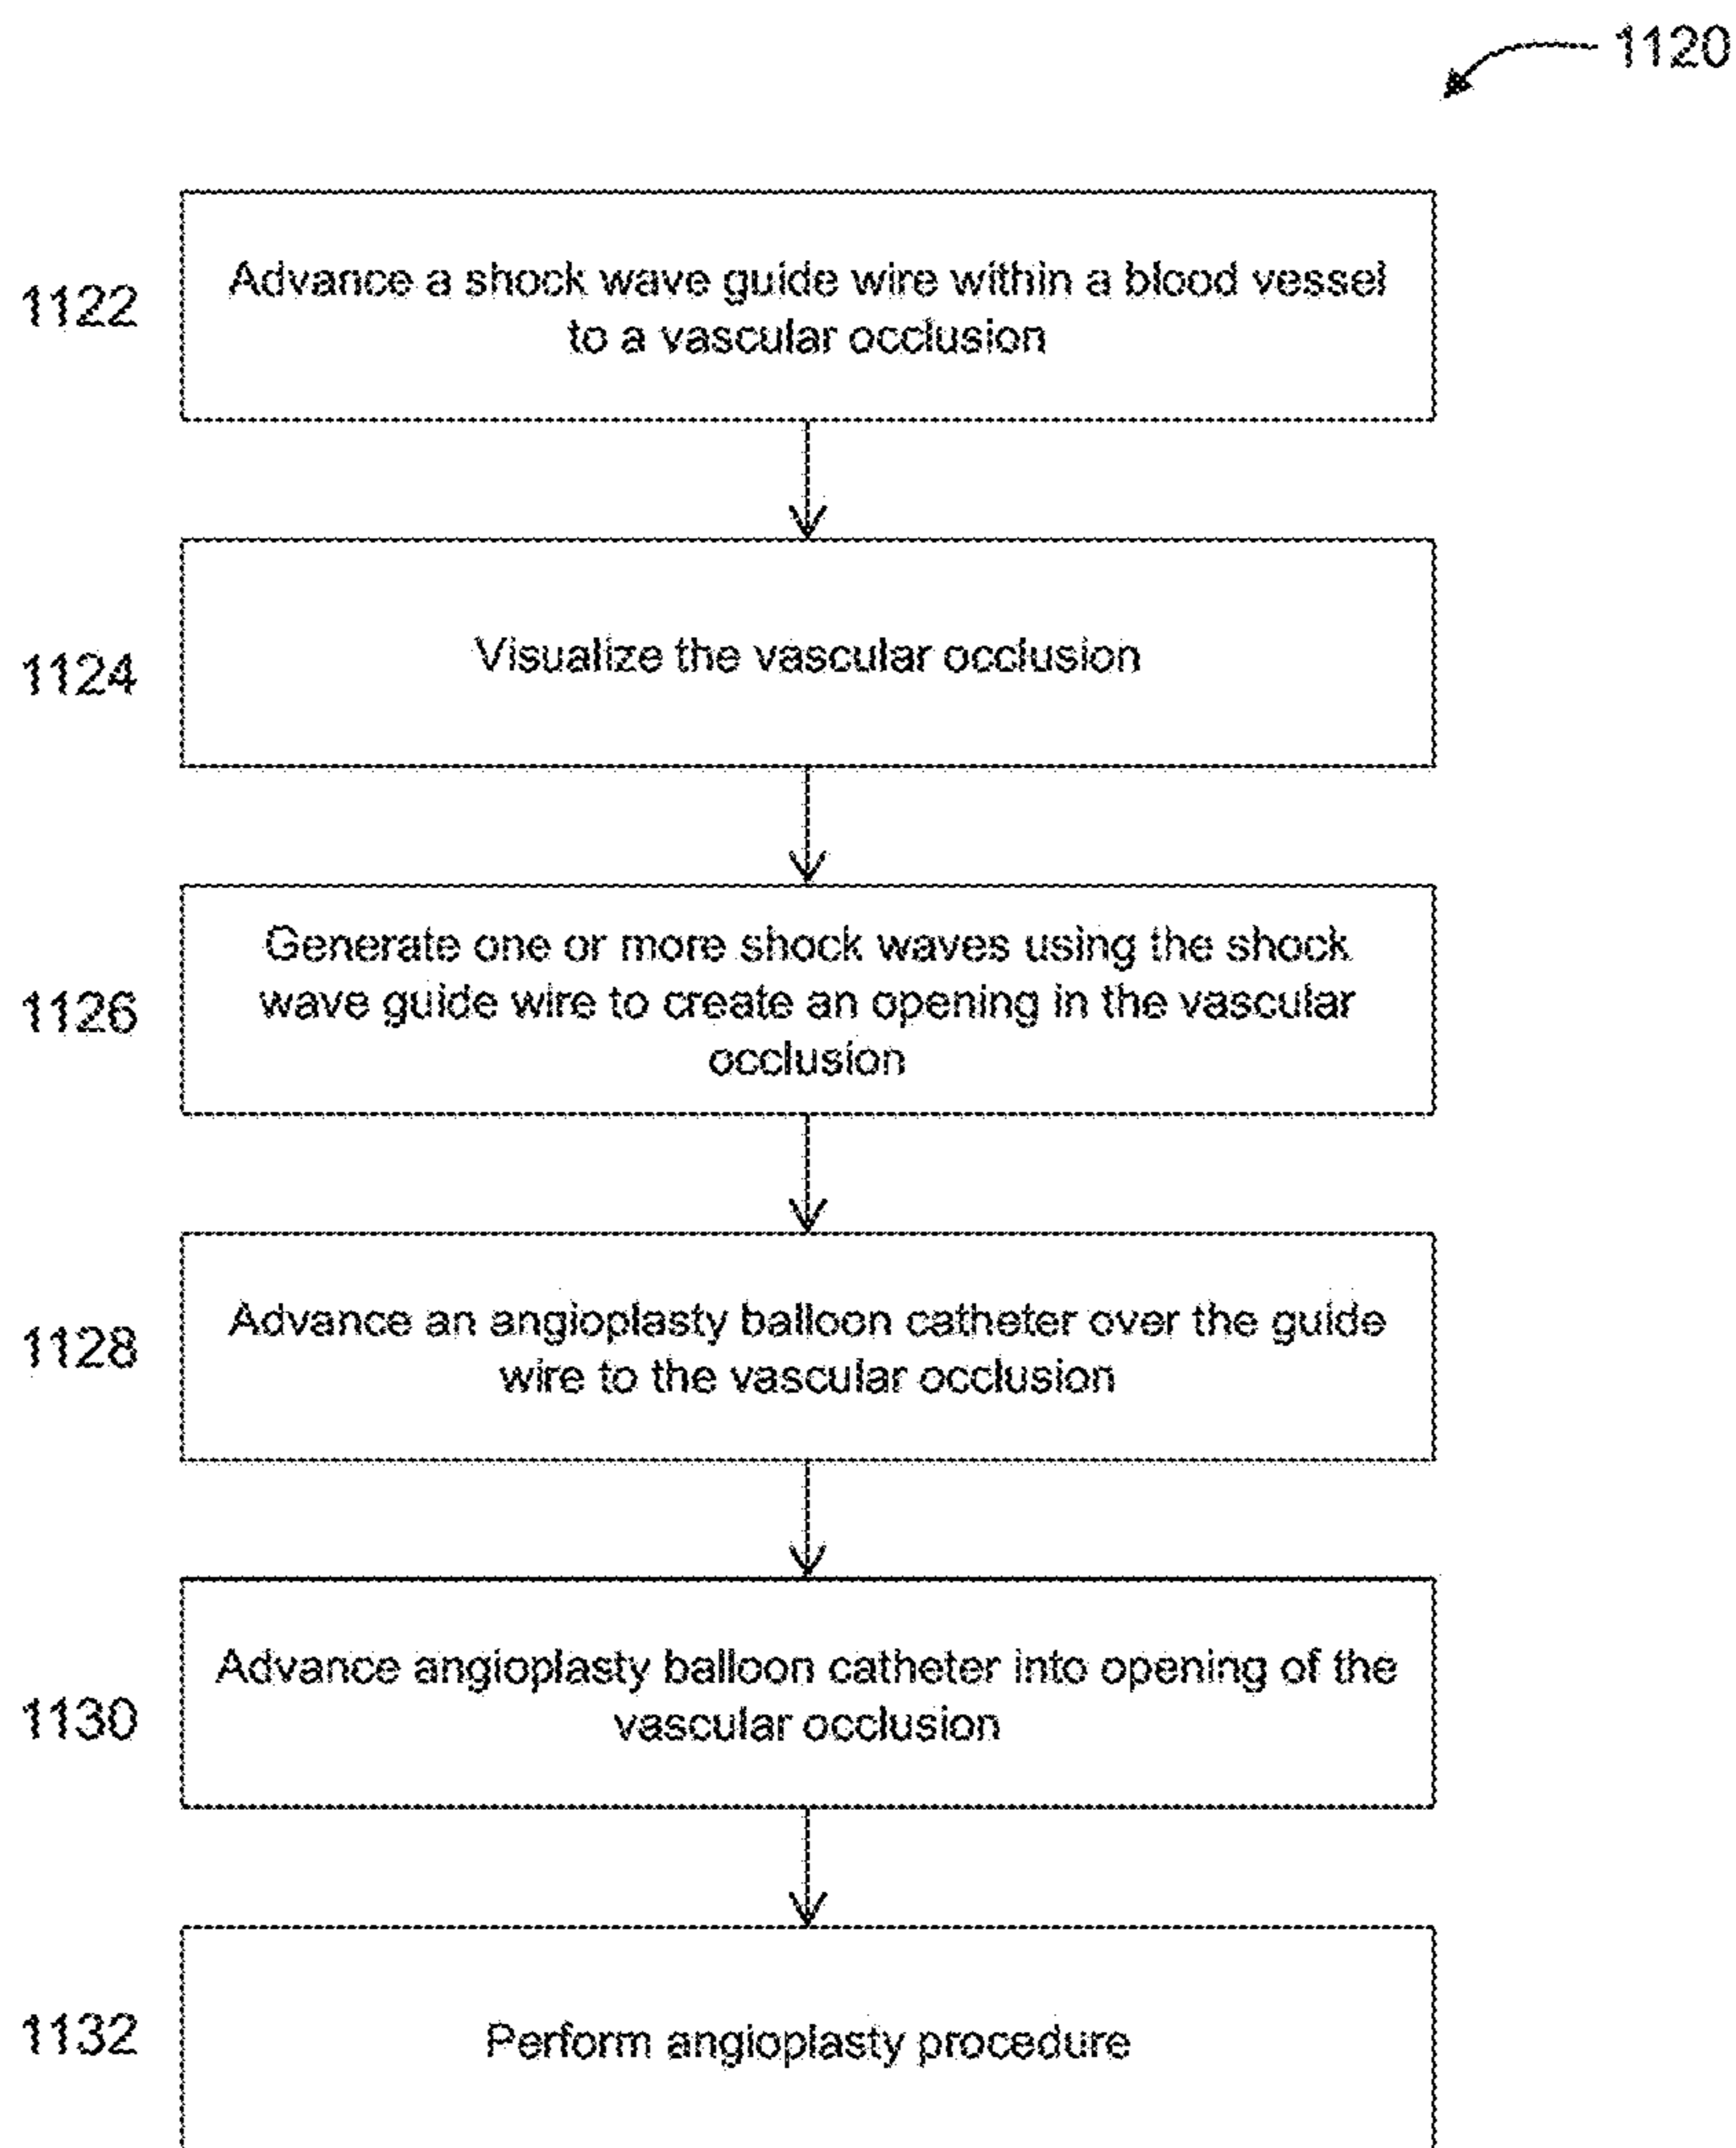 1120
1122
Advance a shock wave guide wire within a blood vessel
to a vascular occlusion
1124
Visualize the vascular occlusion
1126
Generate one or more shock waves using the shock
wave guide wire to create an opening in the vascular
occlusion
1128
Advance an angioplasty balloon catheter over the guide
wire to the vascular occlusion
1130
Advance angioplasty balloon catheter into opening of the
vascular occlusion
1132
Perform angioplasty procedure